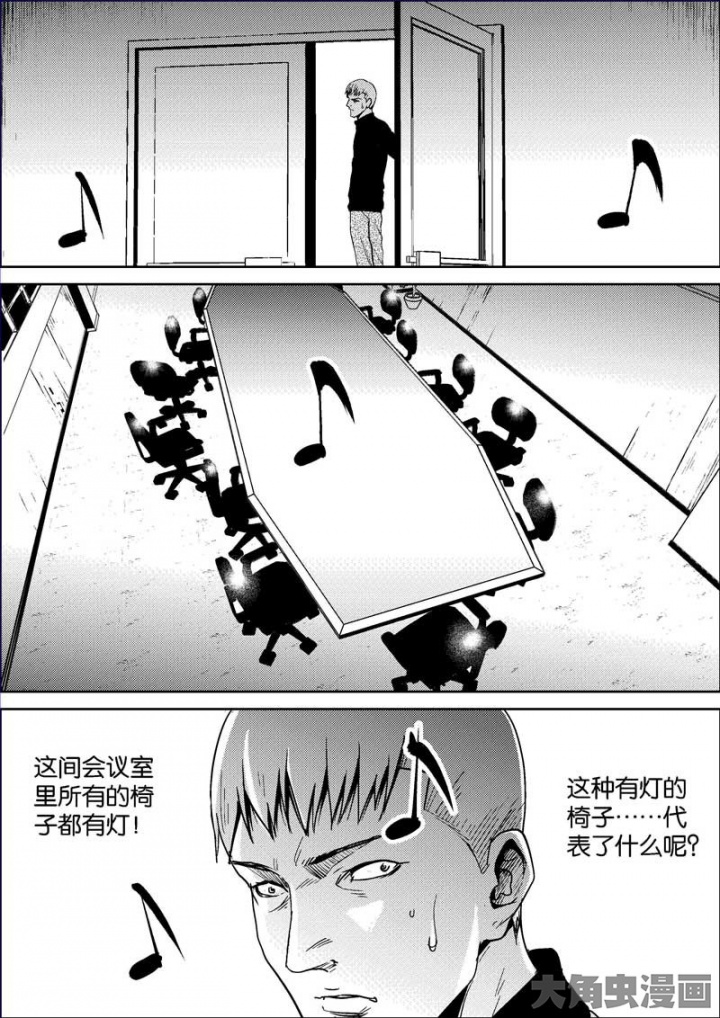 这间会议室
里所有的椅
子都有灯！
这种有灯的
椅子……代
表了什么呢？
大角虫漫画